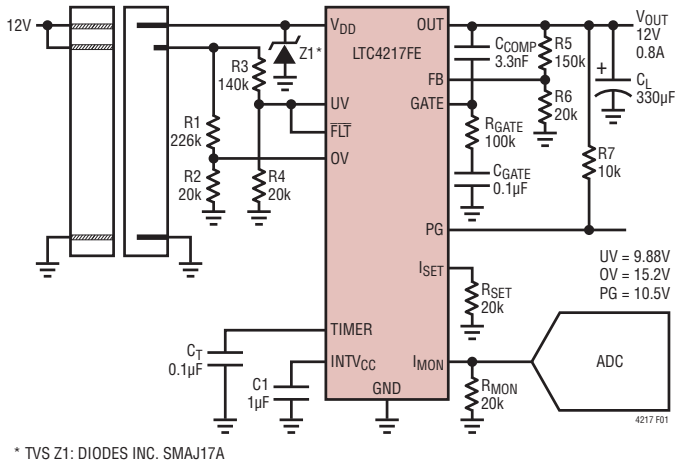 12V
VDD
OUT
VOUT
12V
0.8A
LTC4217FE
Z1*
CCOMP
3.3nF
R5
150k
+
CL
330µF
R3
140k
FB
UV
GATE
R6
20k
FLT
R1
226k
RGATE
100k
OV
R7
10k
R2
20k
R4
20k
CGATE
0.1µF
PG
UV = 9.88V
OV = 15.2V
PG = 10.5V
ISET
RSET
20k
TIMER
CT
0.1µF
INTVCC
IMON
ADC
C1
1µF
GND
RMON
20k
4217 F01
* TVS Z1: DIODES INC. SMAJ17A